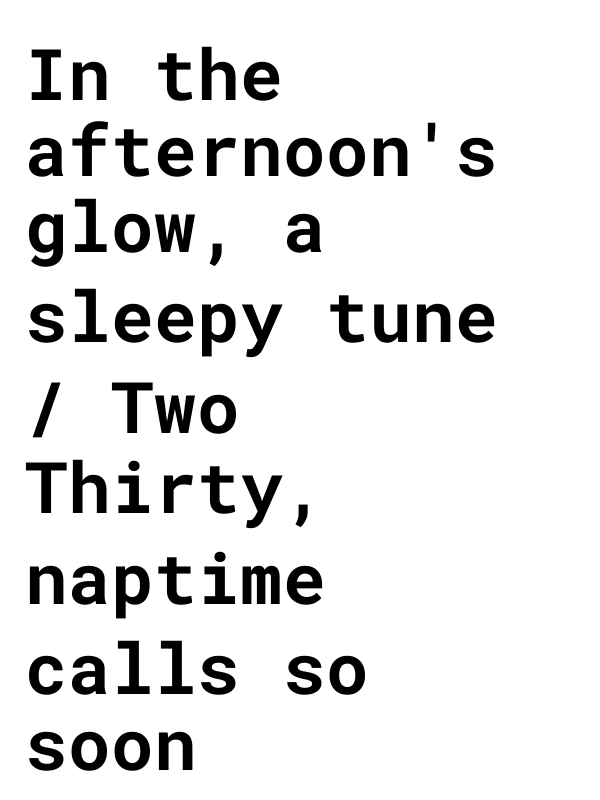 In the
afternoon's
glow, a
sleepy tune
/ Two
Thirty,
naptime
calls so
soon